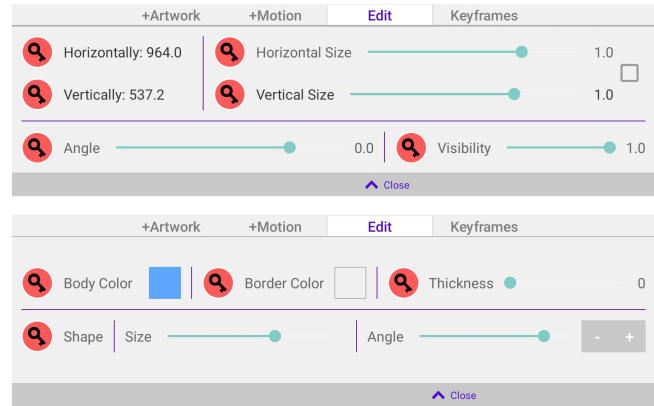 +Artwork +Motion Edit Keyframes
Horizontally: 964.0 Horizontal Size 1.0
Vertically: 537.2 Vertical Size 1.0
Angle 0.0 Visibility 1.0
Close
+Artwork +Motion Edit Keyframes
Body Color Border Color Thickness 0
Shape Size Angle - +
Close